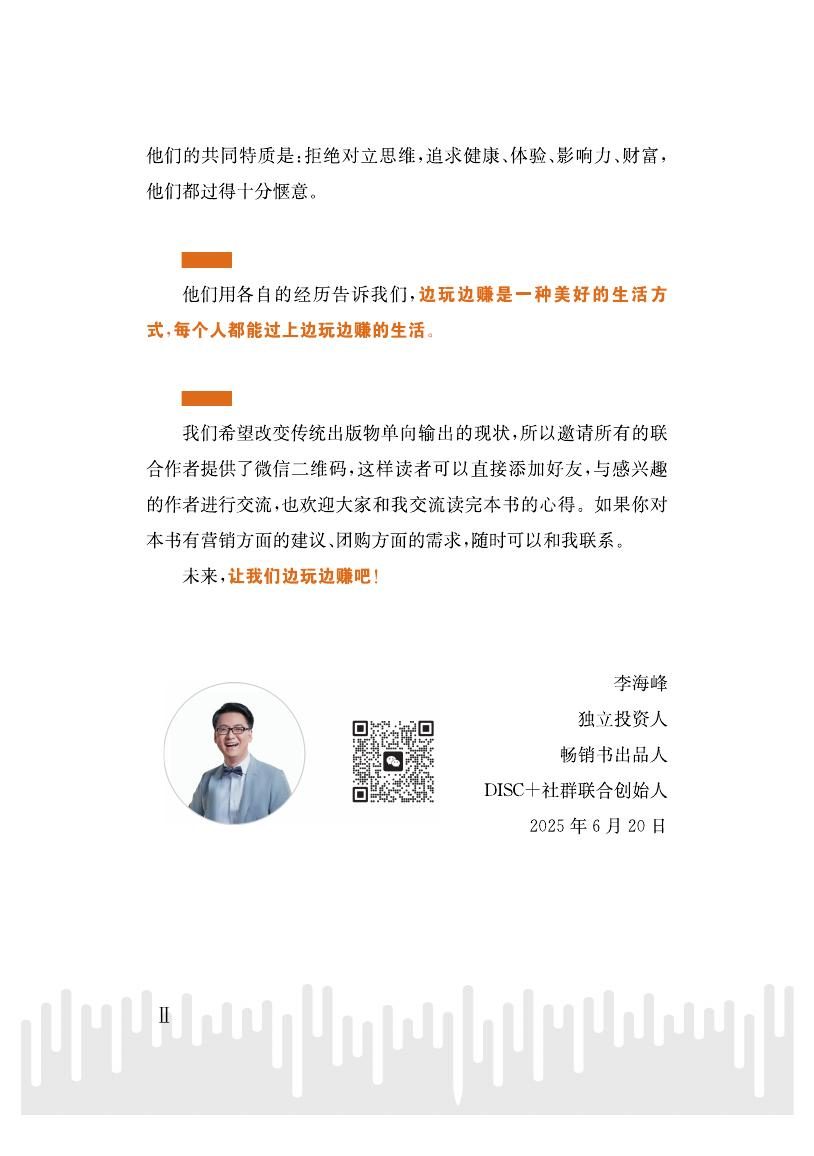 他们的共同特质是:拒绝对立思维,追求健康、体验、影响力、财富,
他们都过得十分惬意。
他们用各自的经历告诉我们,边玩边赚是一种美好的生活方
式,每个人都能过上边玩边赚的生活。
我们希望改变传统出版物单向输出的现状,所以邀请所有的联
合作者提供了微信二维码,这样读者可以直接添加好友,与感兴趣
的作者进行交流,也欢迎大家和我交流读完本书的心得。如果你对
本书有营销方面的建议、团购方面的需求,随时可以和我联系。
未来,让我们边玩边赚吧!
李海峰
独立投资人
畅销书出品人
DISC+社群联合创始人
2025 年 6 月 20 日
Ⅱ